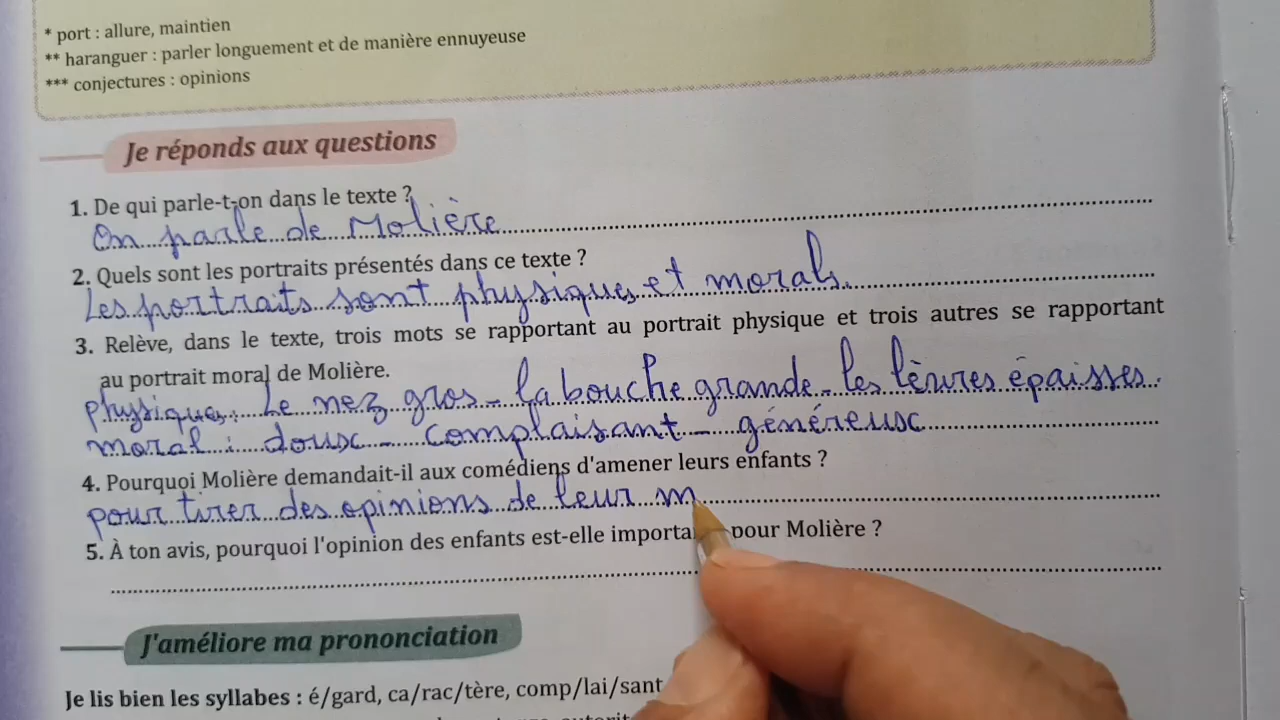 * port : allure, maintien
** haranguer : parler longuement et de manière ennuyeuse
*** conjectures : opinions
Je réponds aux questions
1. De qui parle-t-on dans le texte ?
On parle de Molière
2. Quels sont les portraits présentés dans ce texte ?
Les portraits sont physiques et morals.
3. Relève, dans le texte, trois mots se rapportant au portrait physique et trois autres se rapportant
au portrait moral de Molière.
physiques : Le nez gros - la bouche grande - les lèvres épaisses.
moral : doux - complaisant - généreux
4. Pourquoi Molière demandait-il aux comédiens d'amener leurs enfants ?
pour tirer des opinions de leur m
5. À ton avis, pourquoi l'opinion des enfants est-elle importa pour Molière ?
J'améliore ma prononciation
Je lis bien les syllabes : é/gard, ca/rac/tère, comp/lai/sant